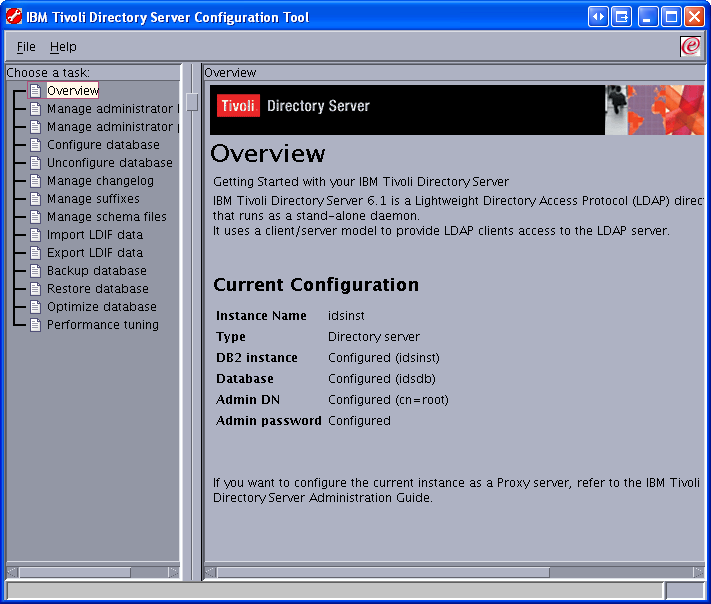 IBM Tivoli Directory Server Configuration Tool
File Help
Choose a task:
Overview
Manage administrator
Manage administrator
Configure database
Unconfigure database
Manage changelog
Manage suffixes
Manage schema files
Import LDIF data
Export LDIF data
Backup database
Restore database
Optimize database
Performance tuning
Overview
Tivoli Directory Server
Overview
Getting Started with your IBM Tivoli Directory Server
IBM Tivoli Directory Server 6.1 is a Lightweight Directory Access Protocol (LDAP) direc
that runs as a stand-alone daemon.
It uses a client/server model to provide LDAP clients access to the LDAP server.
Current Configuration
Instance Name idsinst
Type Directory server
DB2 instance Configured (idsinst)
Database Configured (idsdb)
Admin DN Configured (cn=root)
Admin password Configured
If you want to configure the current instance as a Proxy server, refer to the IBM Tivoli
Directory Server Administration Guide.